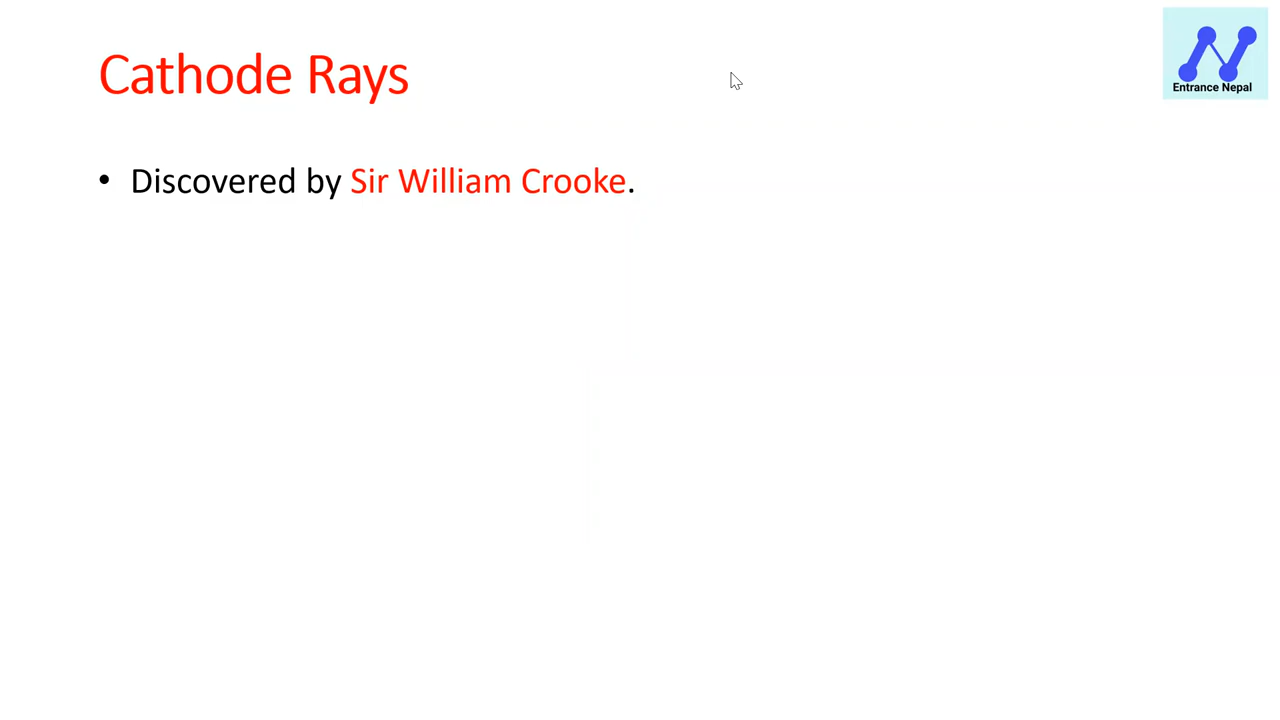 Cathode Rays
Entrance Nepal
• Discovered by Sir William Crooke.